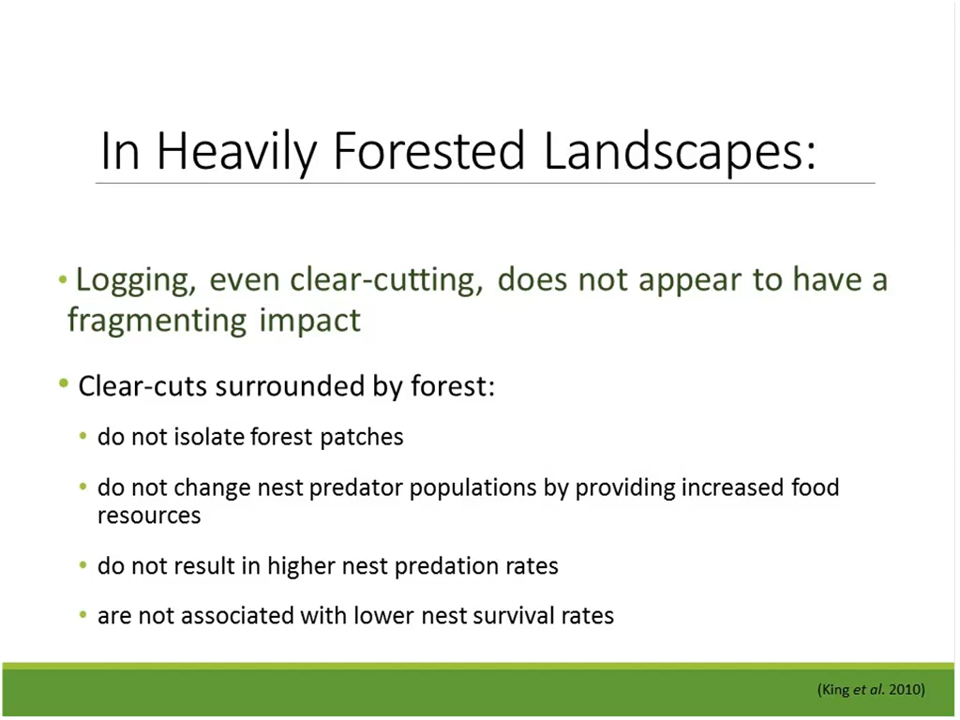 In Heavily Forested Landscapes:
• Logging, even clear-cutting, does not appear to have a
fragmenting impact
• Clear-cuts surrounded by forest:
• do not isolate forest patches
• do not change nest predator populations by providing increased food
resources
• do not result in higher nest predation rates
• are not associated with lower nest survival rates
(King et al. 2010)